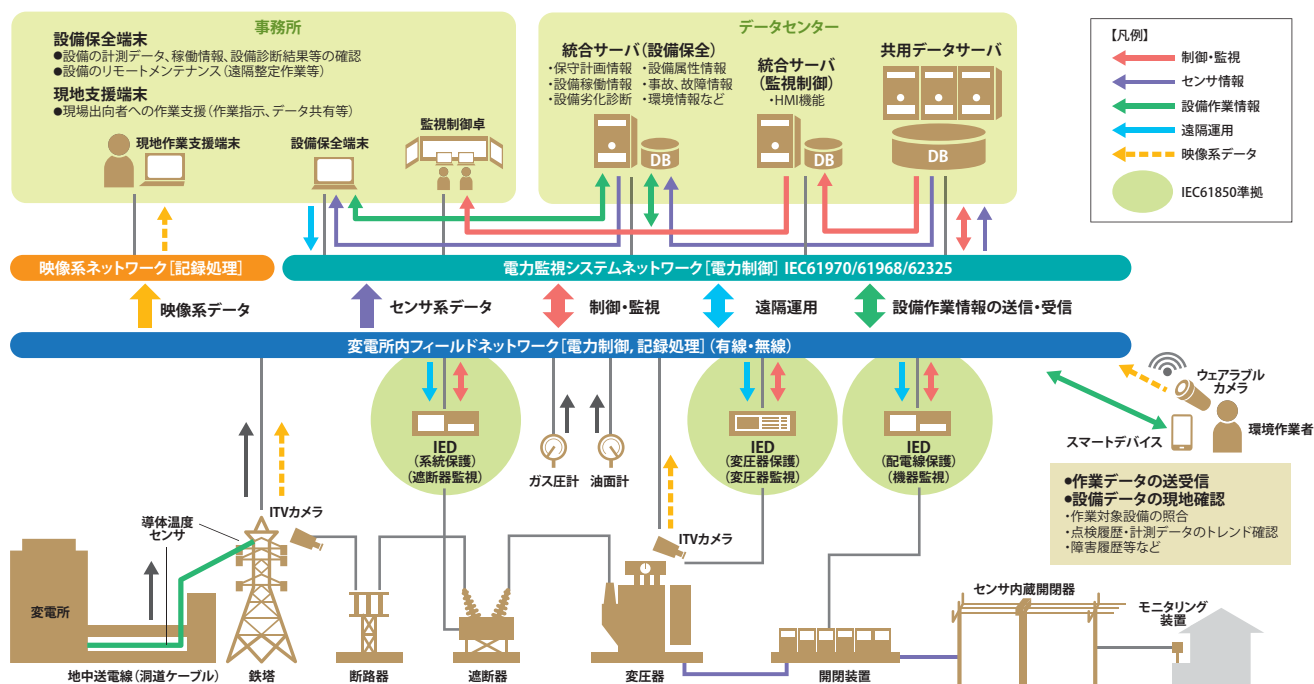 事務所
設備保全端末
●設備の計測データ、稼働情報、設備診断結果等の確認
●設備のリモートメンテナンス(遠隔整定作業等)
現地支援端末
●現場出向者への作業支援(作業指示、データ共有等)
現地作業支援端末
設備保全端末
監視制御卓
データセンター
統合サーバ(設備保全)
・保守計画情報
・設備稼働情報
・設備劣化診断
・設備属性情報
・事故、故障情報
・環境情報など
統合サーバ
(監視制御)
・HMI機能
共用データサーバ
DB
DB
DB
【凡例】
制御・監視
センサ情報
設備作業情報
遠隔運用
映像系データ
IEC61850準拠
映像系ネットワーク[記録処理]
電力監視システムネットワーク[電力制御] IEC61970/61968/62325
映像系データ
センサ系データ
制御・監視
遠隔運用
設備作業情報の送信・受信
変電所内フィールドネットワーク[電力制御, 記録処理] (有線・無線)
IED
(系統保護)
(遮断器監視)
ガス圧計
油面計
IED
(変圧器保護)
(変圧器監視)
IED
(配電線保護)
(機器監視)
ウェアラブル
カメラ
スマートデバイス
環境作業者
●作業データの送受信
●設備データの現地確認
・作業対象設備の照合
・点検履歴・計測データのトレンド確認
・障害履歴等など
導体温度
センサ
ITVカメラ
ITVカメラ
センサ内蔵開閉器
モニタリング
装置
変電所
地中送電線(洞道ケーブル)
鉄塔
断路器
遮断器
変圧器
開閉装置